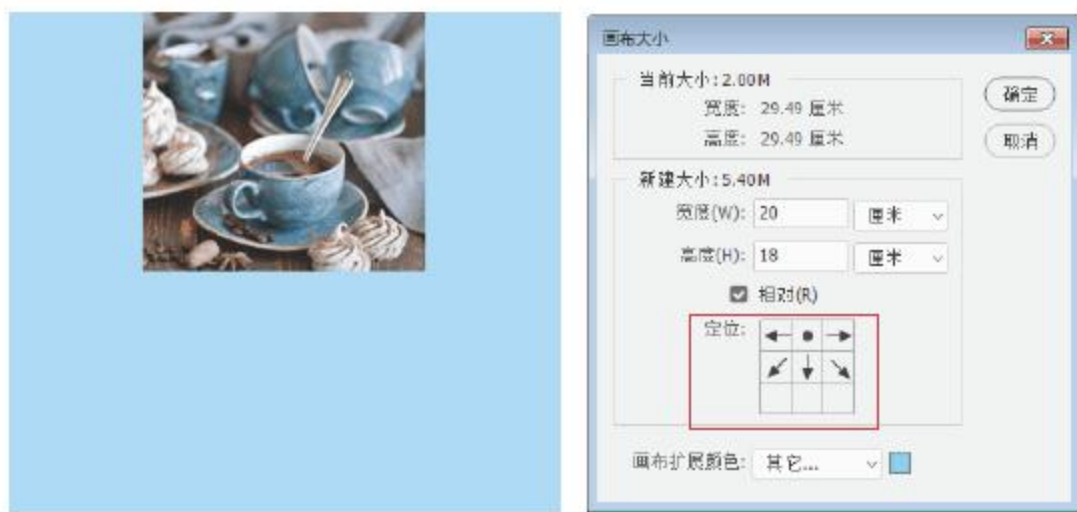 画布大小
当前大小:2.00M
宽度: 29.49 厘米
高度: 29.49 厘米
确定
取消
新建大小:5.40M
宽度(W): 20 厘米
高度(H): 18 厘米
相对(R)
定位:
画布扩展颜色: 其它...